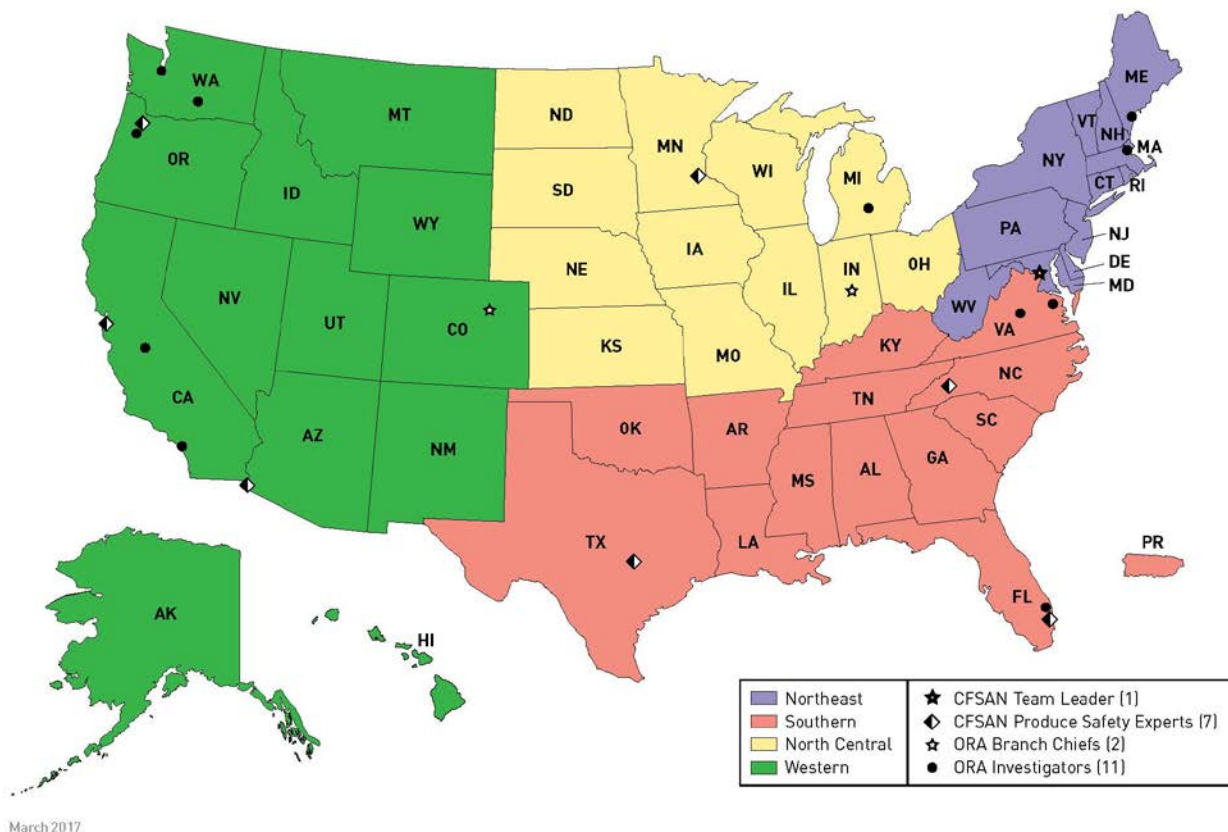 WA
ME
MT
ND
VT
MN
NH
MA
OR
NY
ID
SD
WI
MI
CT
RI
WY
PA
IA
NJ
NE
OH
NV
IN
DE
IL
MD
UT
CO
WV
VA
KS
MO
KY
CA
NC
TN
OK
AZ
NM
AR
SC
MS
AL
GA
TX
LA
PR
FL
AK
HI
Northeast
Southern
North Central
Western
CFSAN Team Leader (1)
CFSAN Produce Safety Experts (7)
ORA Branch Chiefs (2)
ORA Investigators (11)
March 2017